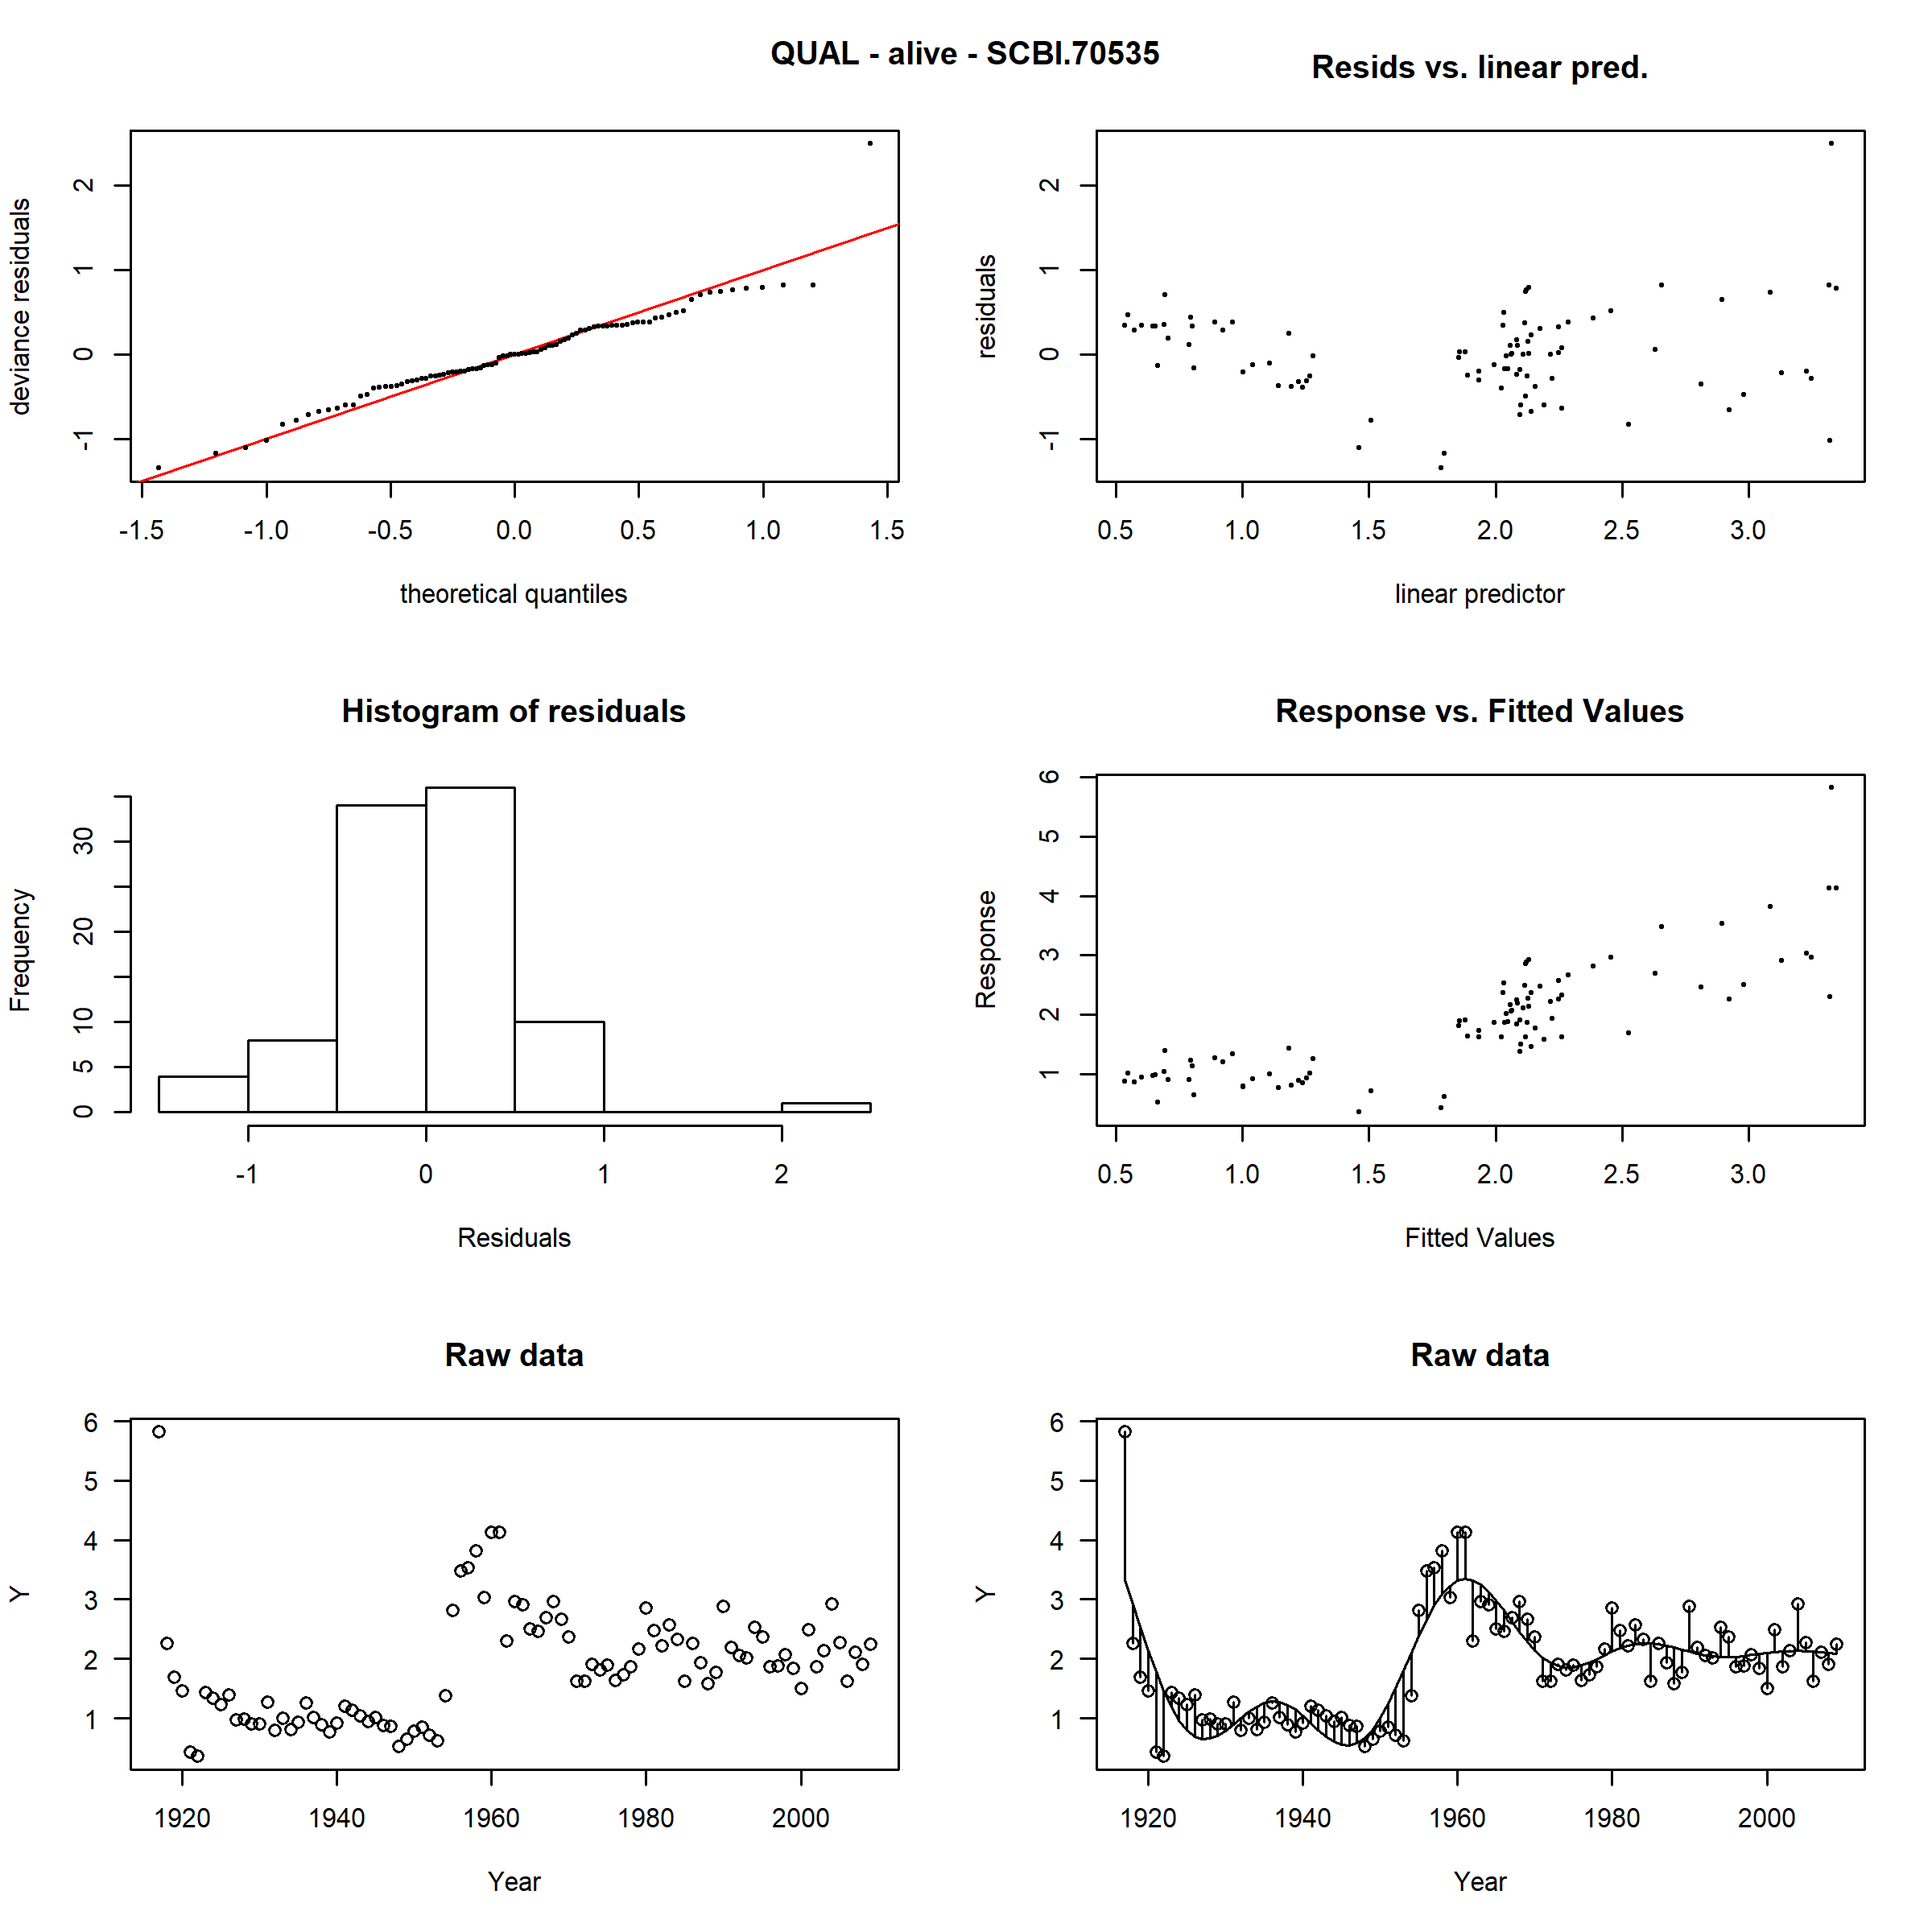 QUAL - alive - SCBI.70535
Resids vs. linear pred.
deviance residuals
2
1
0
-1
-1.5 -1.0 -0.5 0.0 0.5 1.0 1.5
theoretical quantiles
residuals
2
1
0
-1
0.5 1.0 1.5 2.0 2.5 3.0
linear predictor
Histogram of residuals
Frequency
30
20
10
5
0
-1 0 1 2
Residuals
Response vs. Fitted Values
Response
6
5
4
3
2
1
0.5 1.0 1.5 2.0 2.5 3.0
Fitted Values
Raw data
Y
6
5
4
3
2
1
1920 1940 1960 1980 2000
Year
Raw data
Y
6
5
4
3
2
1
1920 1940 1960 1980 2000
Year